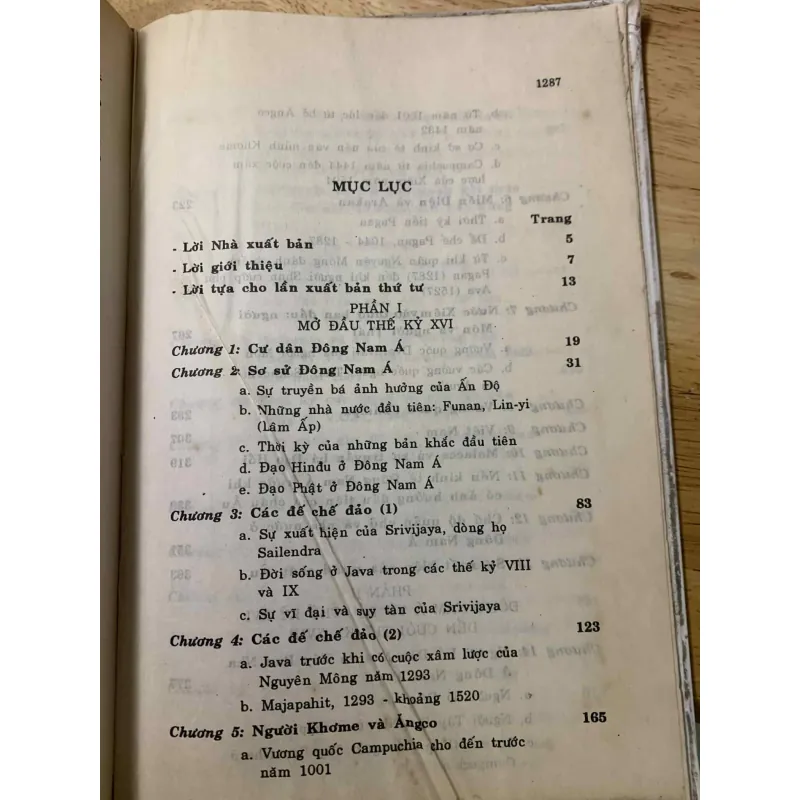 1287
MỤC LỤC
Trang
- Lời Nhà xuất bản 5
- Lời giới thiệu 7
- Lời tựa cho lần xuất bản thứ tư 13
PHẦN I
MỞ ĐẦU THẾ KỶ XVI
Chương 1: Cư dân Đông Nam Á 19
Chương 2: Sơ sử Đông Nam Á 31
a. Sự truyền bá ảnh hưởng của Ấn Độ
b. Những nhà nước đầu tiên: Funan, Lin-yi
(Lâm Ấp)
c. Thời kỳ của những bản khắc đầu tiên
d. Đạo Hinđu ở Đông Nam Á
e. Đạo Phật ở Đông Nam Á
Chương 3: Các đế chế đảo (1) 83
a. Sự xuất hiện của Srivijaya, dòng họ
Sailendra
b. Đời sống ở Java trong các thế kỷ VIII
và IX
c. Sự vĩ đại và suy tàn của Srivijaya
Chương 4: Các đế chế đảo (2) 123
a. Java trước khi có cuộc xâm lược của
Nguyên Mông năm 1293
b. Majapahit, 1293 - khoảng 1520
Chương 5: Người Khơme và Ăngco 165
a. Vương quốc Campuchia cho đến trước
năm 1001